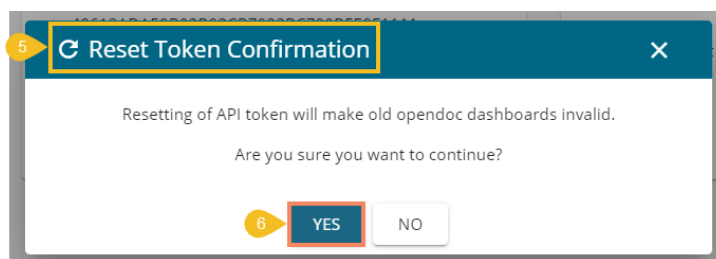 5
Reset Token Confirmation
Resetting of API token will make old opendoc dashboards invalid.
Are you sure you want to continue?
6
YES
NO